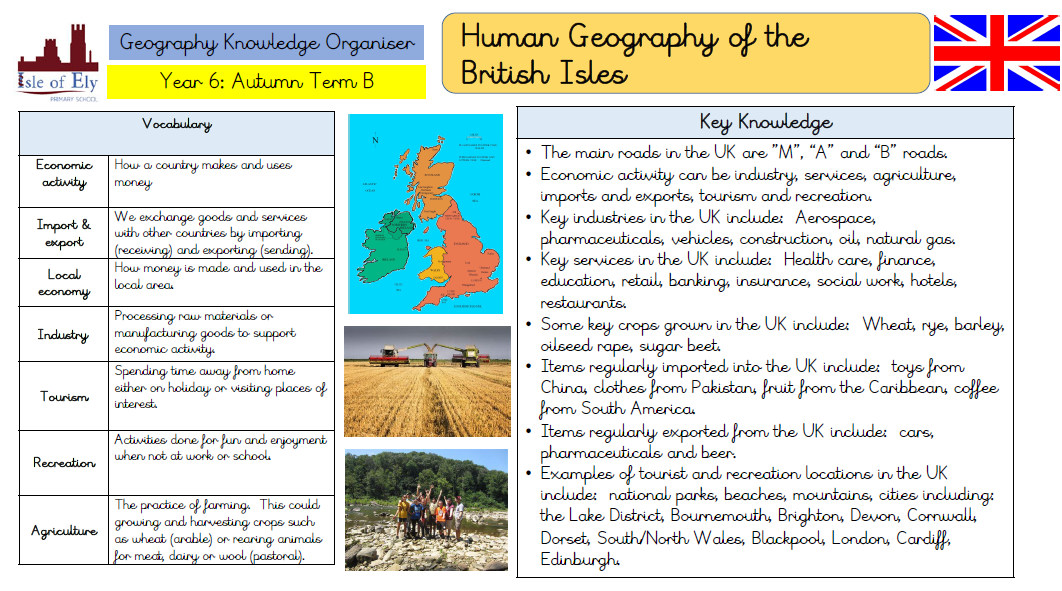 Isle of Ely
PRIMARY SCHOOL
Geography Knowledge Organiser
Year 6: Autumn Term B
Human Geography of the
British Isles
Vocabulary
Economic
activity
How a country makes and uses
money
Import &
export
We exchange goods and services
with other countries by importing
(receiving) and exporting (sending).
Local
economy
How money is made and used in the
local area.
Industry
Processing raw materials or
manufacturing goods to support
economic activity.
Tourism
Spending time away from home
either on holiday or visiting places of
interest.
Recreation
Activities done for fun and enjoyment
when not at work or school.
Agriculture
The practice of farming. This could
growing and harvesting crops such
as wheat (arable) or rearing animals
for meat, dairy or wool (pastoral).
N
Key Knowledge
• The main roads in the UK are "M", "A" and "B" roads.
• Economic activity can be industry, services, agriculture,
imports and exports, tourism and recreation.
• Key industries in the UK include: Aerospace,
pharmaceuticals, vehicles, construction, oil, natural gas.
• Key services in the UK include: Health care, finance,
education, retail, banking, insurance, social work, hotels,
restaurants.
• Some key crops grown in the UK include: Wheat, rye, barley,
oilseed rape, sugar beet.
• Items regularly imported into the UK include: toys from
China, clothes from Pakistan, fruit from the Caribbean, coffee
from South America.
• Items regularly exported from the UK include: cars,
pharmaceuticals and beer.
• Examples of tourist and recreation locations in the UK
include: national parks, beaches, mountains, cities including:
the Lake District, Bournemouth, Brighton, Devon, Cornwall,
Dorset, South/North Wales, Blackpool, London, Cardiff,
Edinburgh.